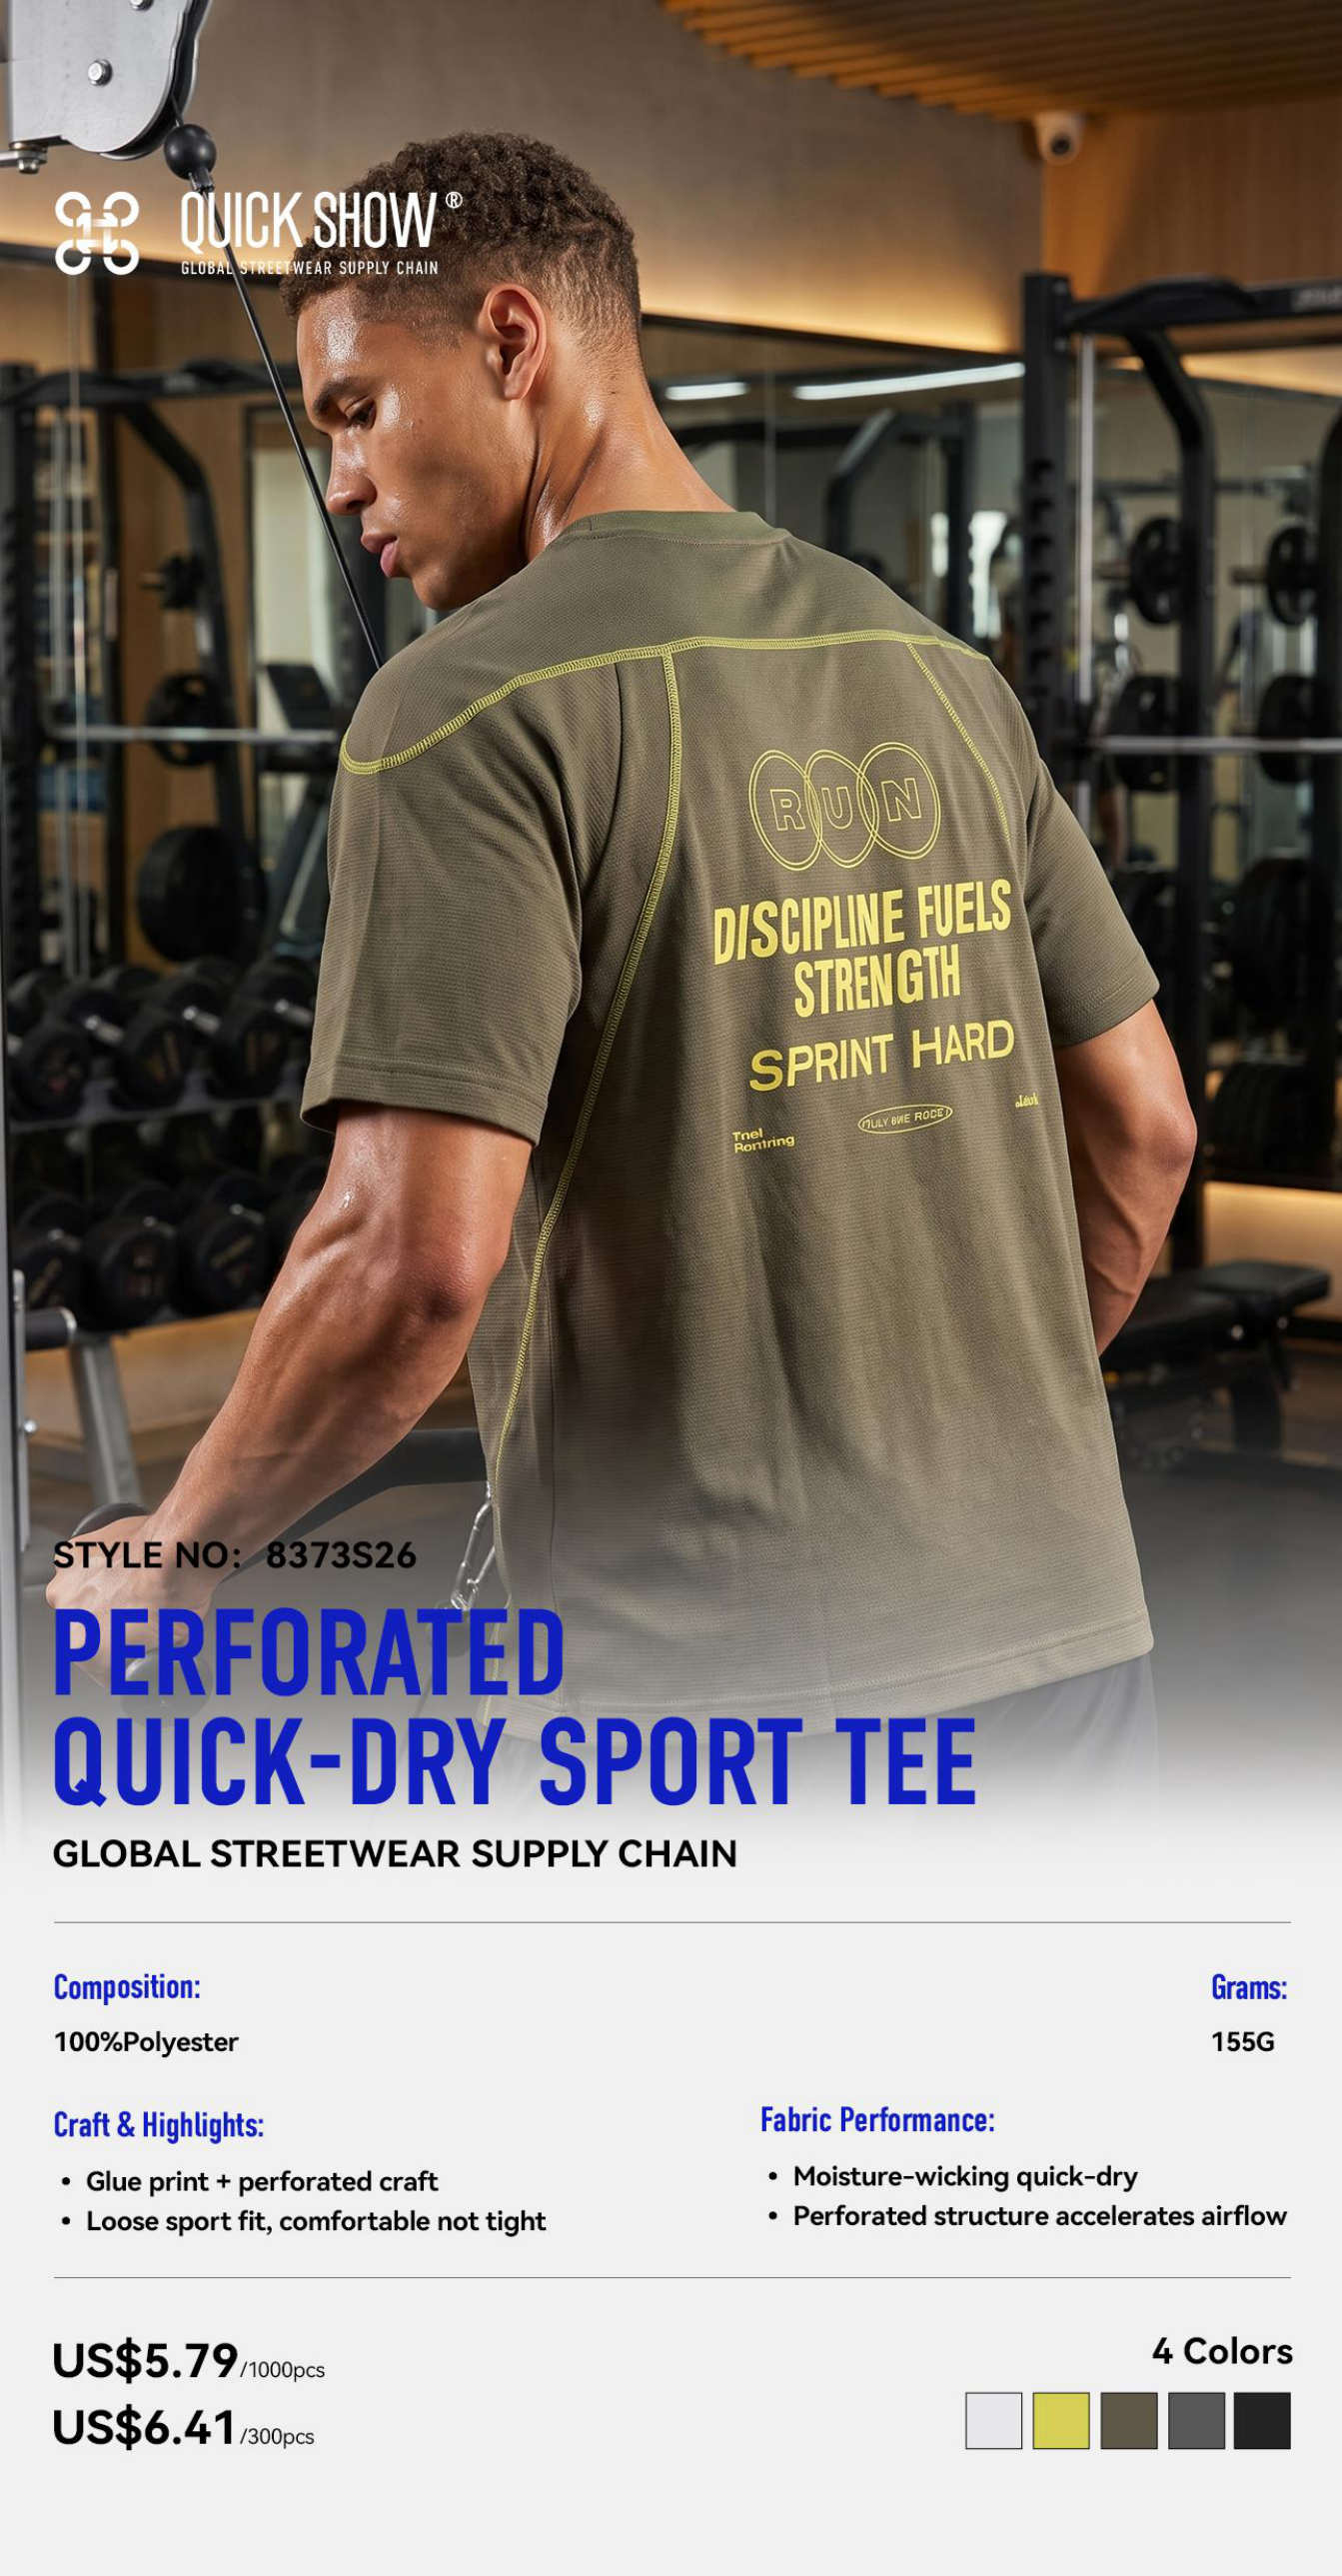 QUICK SHOW®
GLOBAL STREETWEAR SUPPLY CHAIN
RUN
DISCIPLINE FUELS
STRENGTH
SPRINT HARD
Tnel
Rontring
STYLE NO: 8373S26
PERFORATED
QUICK-DRY SPORT TEE
GLOBAL STREETWEAR SUPPLY CHAIN
Composition:
100%Polyester
Grams:
155G
Craft & Highlights:
• Glue print + perforated craft
• Loose sport fit, comfortable not tight
Fabric Performance:
• Moisture-wicking quick-dry
• Perforated structure accelerates airflow
US$5.79/1000pcs
US$6.41/300pcs
4 Colors